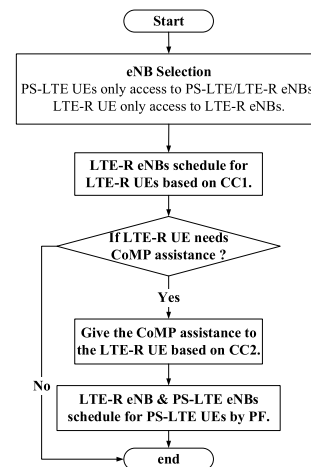 Start
eNB Selection
PS-LTE UEs only access to PS-LTE/LTE-R eNBs
LTE-R UE only access to LTE-R eNBs.
LTE-R eNBs schedule for
LTE-R UEs based on CC1.
If LTE-R UE needs
CoMP assistance ?
Yes
Give the CoMP assistance to
the LTE-R UE based on CC2.
No
LTE-R eNB & PS-LTE eNBs
schedule for PS-LTE UEs by PF.
end